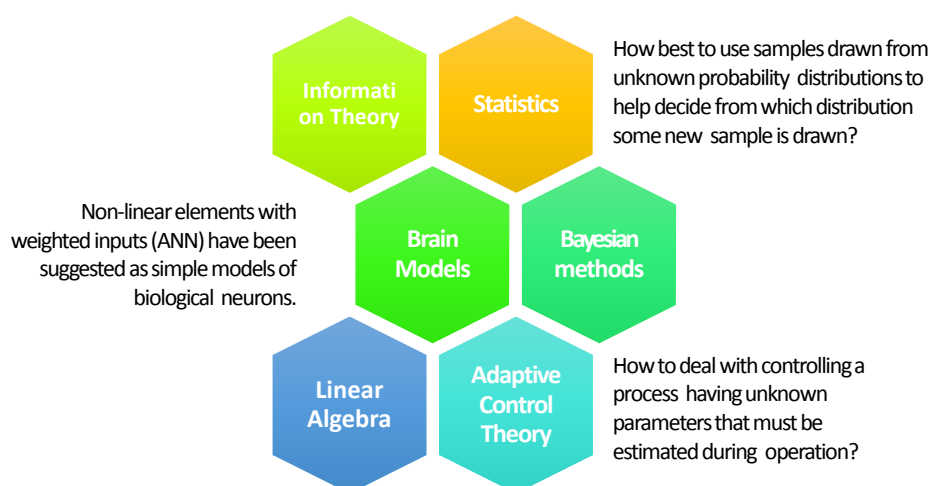 Informati
on Theory
Statistics
How best to use samples drawn from
unknown probability distributions to
help decide from which distribution
some new sample is drawn?
Non-linear elements with
weighted inputs (ANN) have been
suggested as simple models of
biological neurons.
Brain
Models
Bayesian
methods
Linear
Algebra
Adaptive
Control
Theory
How to deal with controlling a
process having unknown
parameters that must be
estimated during operation?